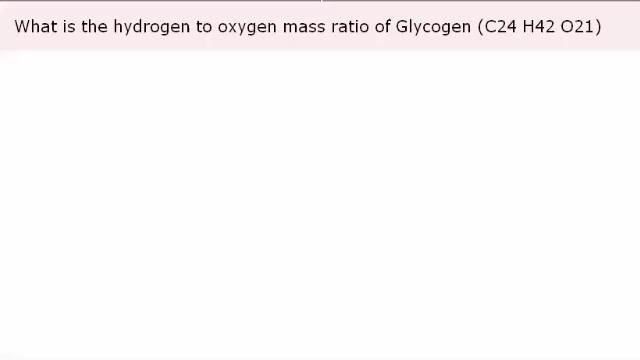 What is the hydrogen to oxygen mass ratio of Glycogen (C24 H42 O21)